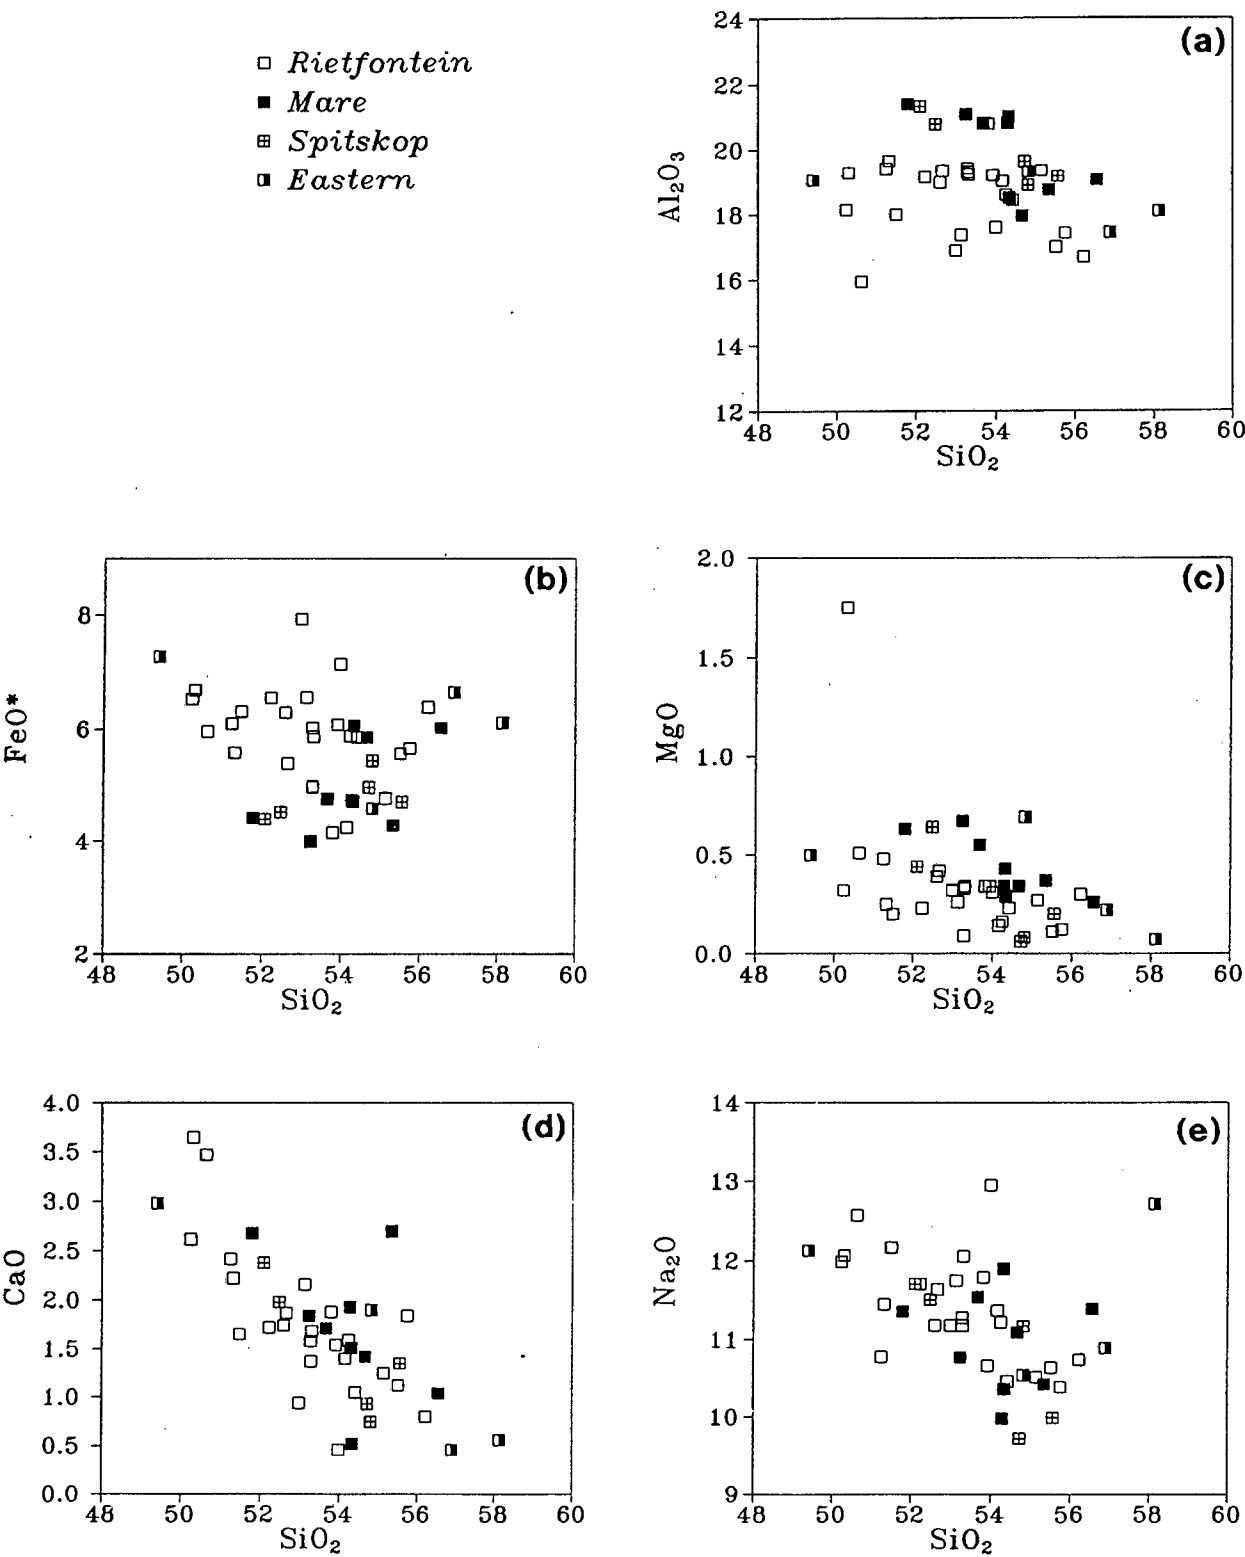 Rietfontein
Mare
Spitskop
Eastern
(a)
Al₂O₃
24
22
20
18
16
14
12
48 50 52 54 56 58 60
SiO₂
(b)
FeO*
8
6
4
2
48 50 52 54 56 58 60
SiO₂
(c)
MgO
2.0
1.5
1.0
0.5
0.0
48 50 52 54 56 58 60
SiO₂
(d)
CaO
4.0
3.5
3.0
2.5
2.0
1.5
1.0
0.5
0.0
48 50 52 54 56 58 60
SiO₂
(e)
Na₂O
14
13
12
11
10
9
48 50 52 54 56 58 60
SiO₂